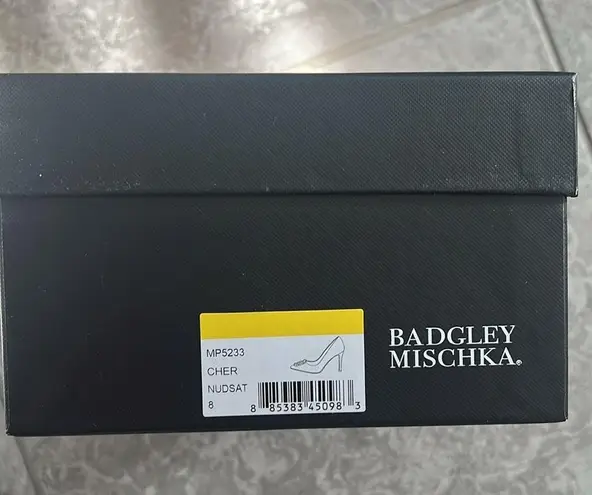 MP5233
CHER
NUDSAT
8
8 85383 45098 3
BADGLEY
MISCHKA®